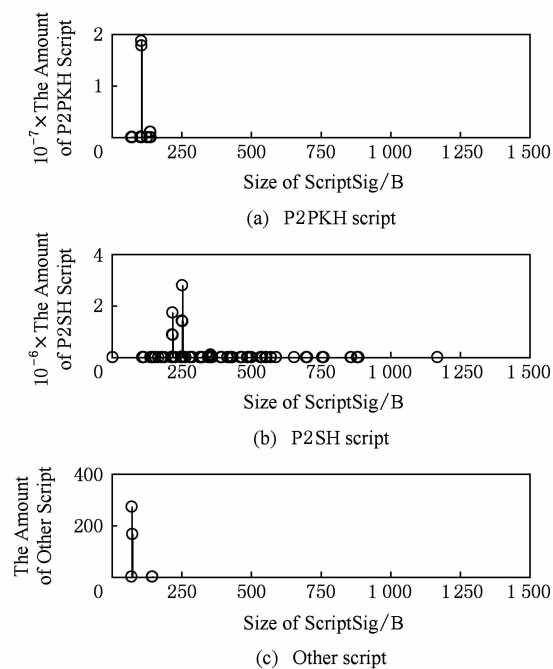 2
1
10⁻⁷×The Amount
of P2PKH Script
0 250 500 750 1 000 1 250 1 500
Size of ScriptSig/B
(a) P2PKH script
4
2
10⁻⁶×The Amount
of P2SH Script
0 250 500 750 1 000 1 250 1 500
Size of ScriptSig/B
(b) P2SH script
400
200
The Amount
of Other Script
0 250 500 750 1 000 1 250 1 500
Size of ScriptSig/B
(c) Other script